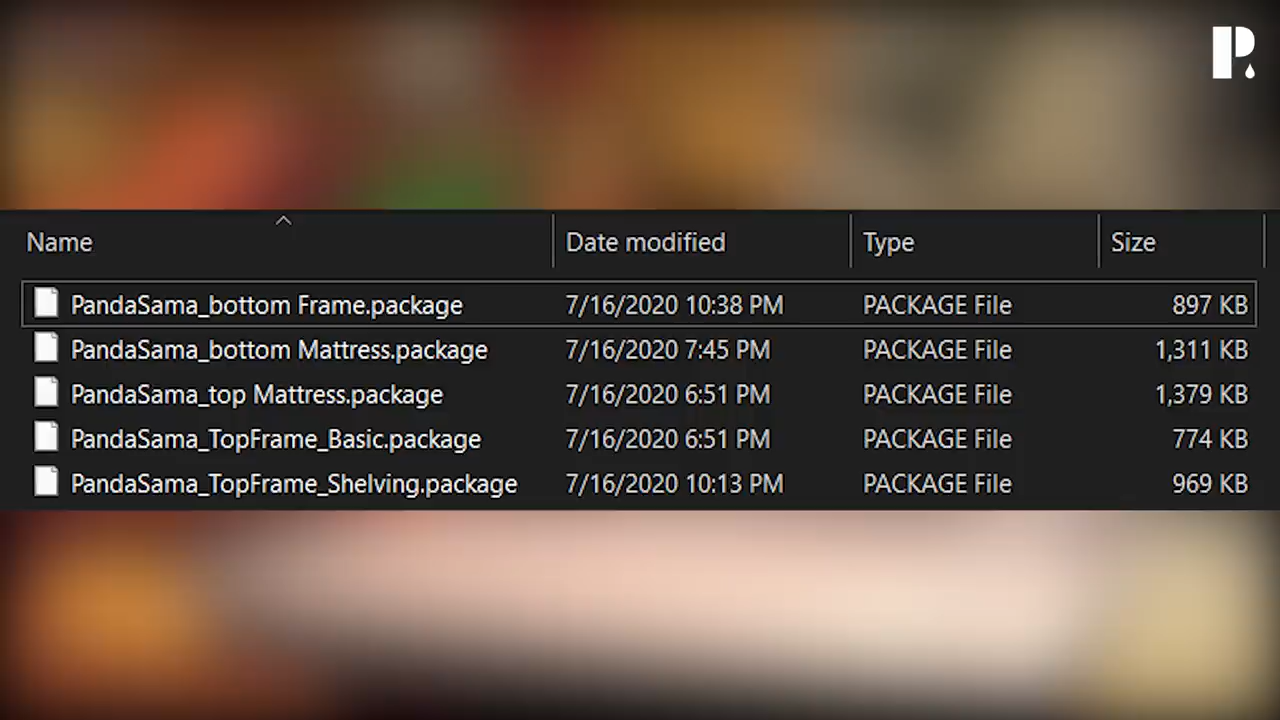 Name Date modified Type Size
PandaSama_bottom Frame.package 7/16/2020 10:38 PM PACKAGE File 897 KB
PandaSama_bottom Mattress.package 7/16/2020 7:45 PM PACKAGE File 1,311 KB
PandaSama_top Mattress.package 7/16/2020 6:51 PM PACKAGE File 1,379 KB
PandaSama_TopFrame_Basic.package 7/16/2020 6:51 PM PACKAGE File 774 KB
PandaSama_TopFrame_Shelving.package 7/16/2020 10:13 PM PACKAGE File 969 KB